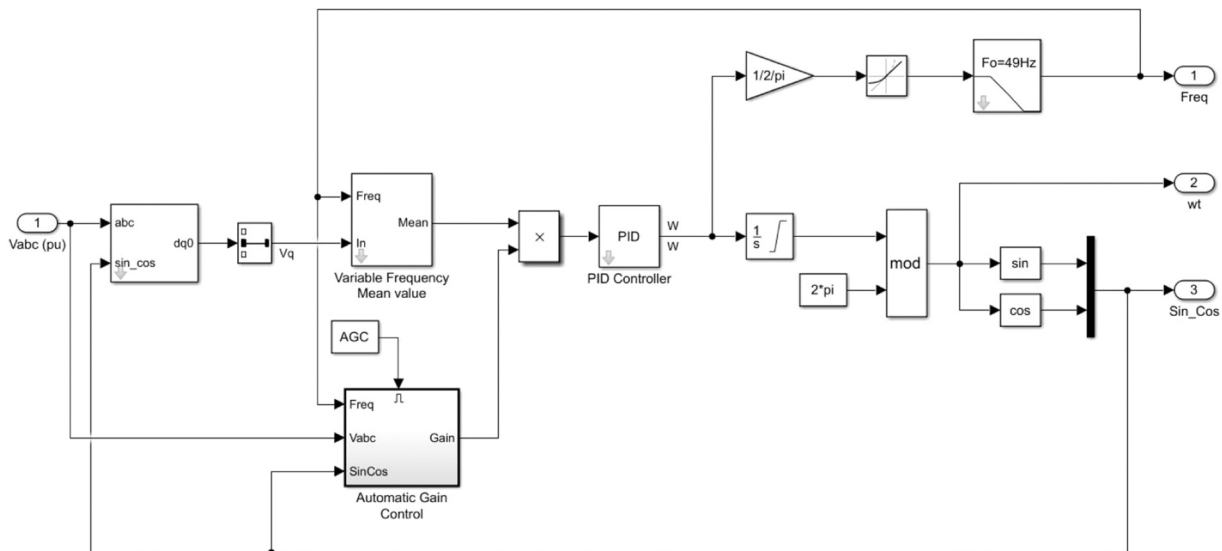 1/2/pi
Fo=49Hz
1
Freq
1
Vabc (pu)
abc
sin_cos
dq0
Vq
Freq
In
Mean
Variable Frequency
Mean value
×
PID
PID Controller
W
W
1
s
2*pi
mod
sin
cos
2
wt
3
Sin_Cos
AGC
Freq
Vabc
SinCos
Gain
Automatic Gain
Control